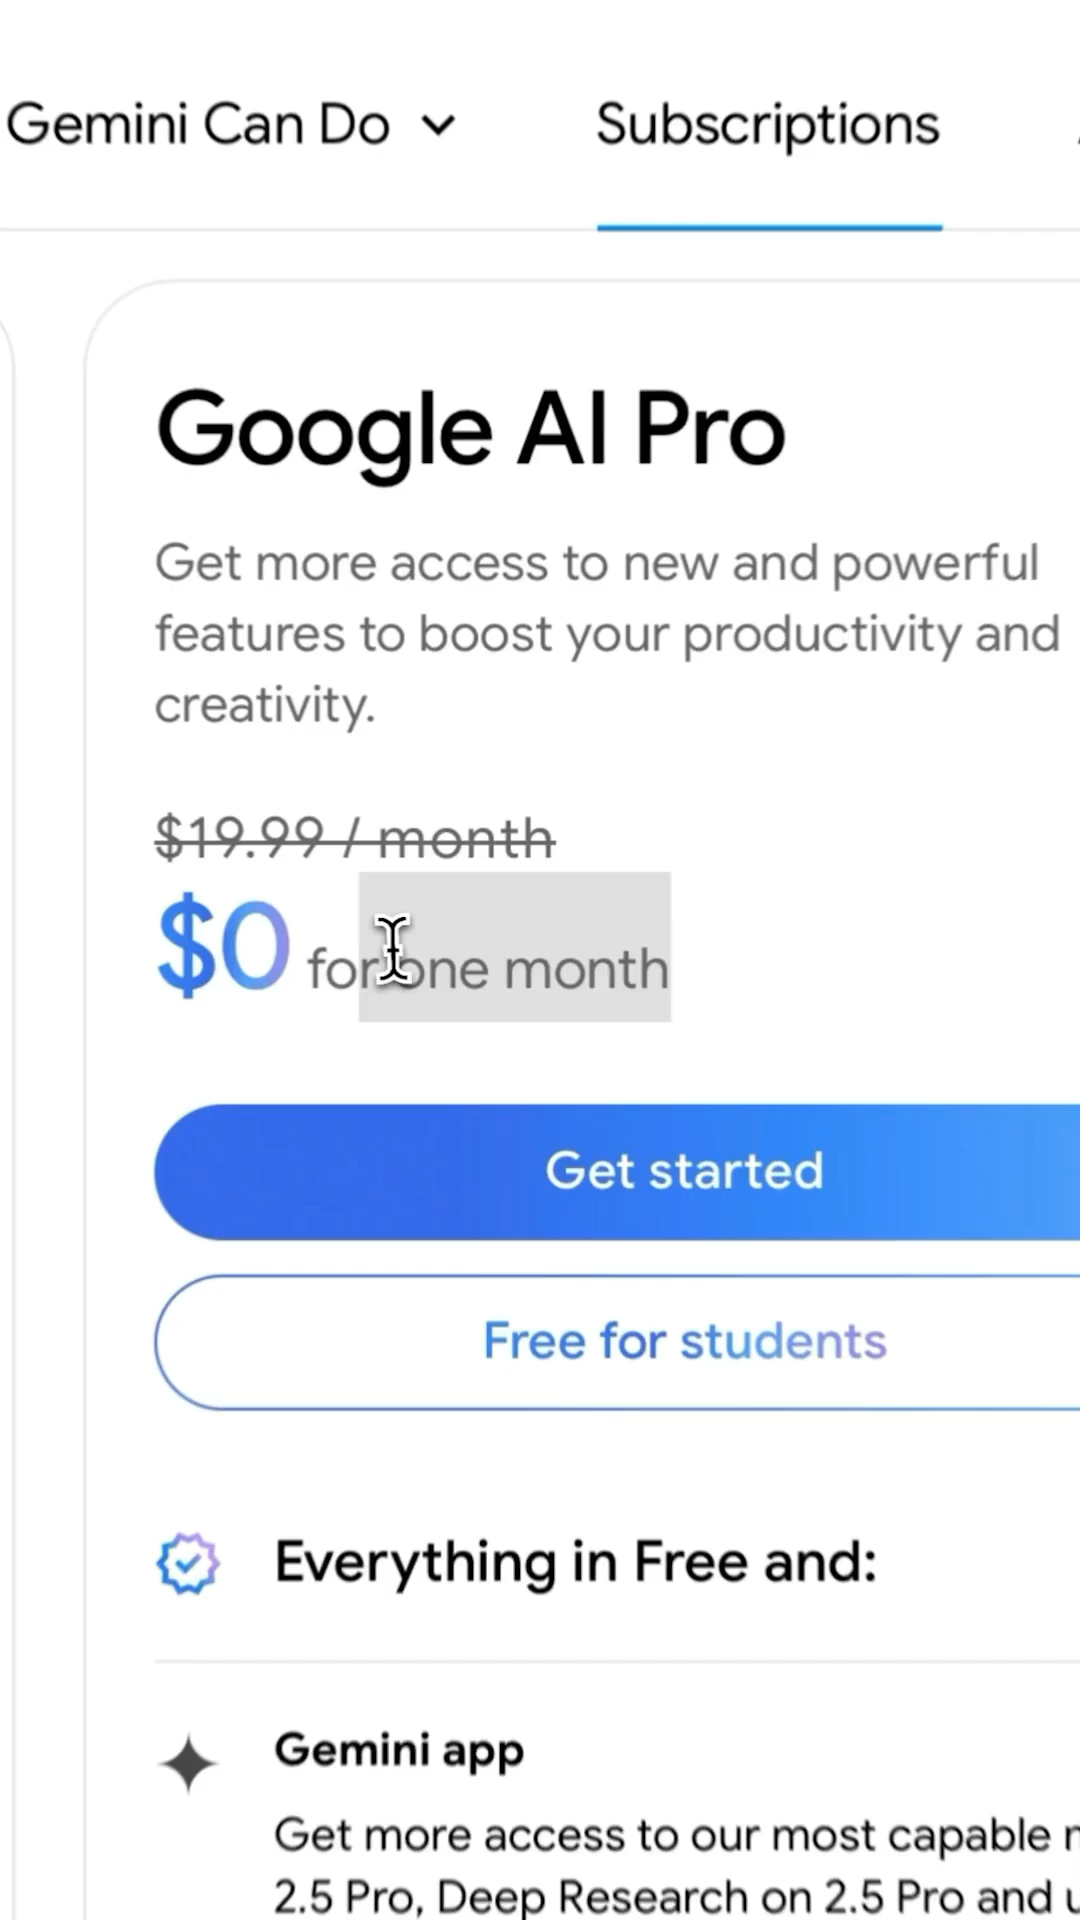 Gemini Can Do
Subscriptions
Google AI Pro
Get more access to new and powerful
features to boost your productivity and
creativity.
$19.99 / month
$0 for one month
Get started
Free for students
Everything in Free and:
Gemini app
Get more access to our most capable
2.5 Pro, Deep Research on 2.5 Pro and